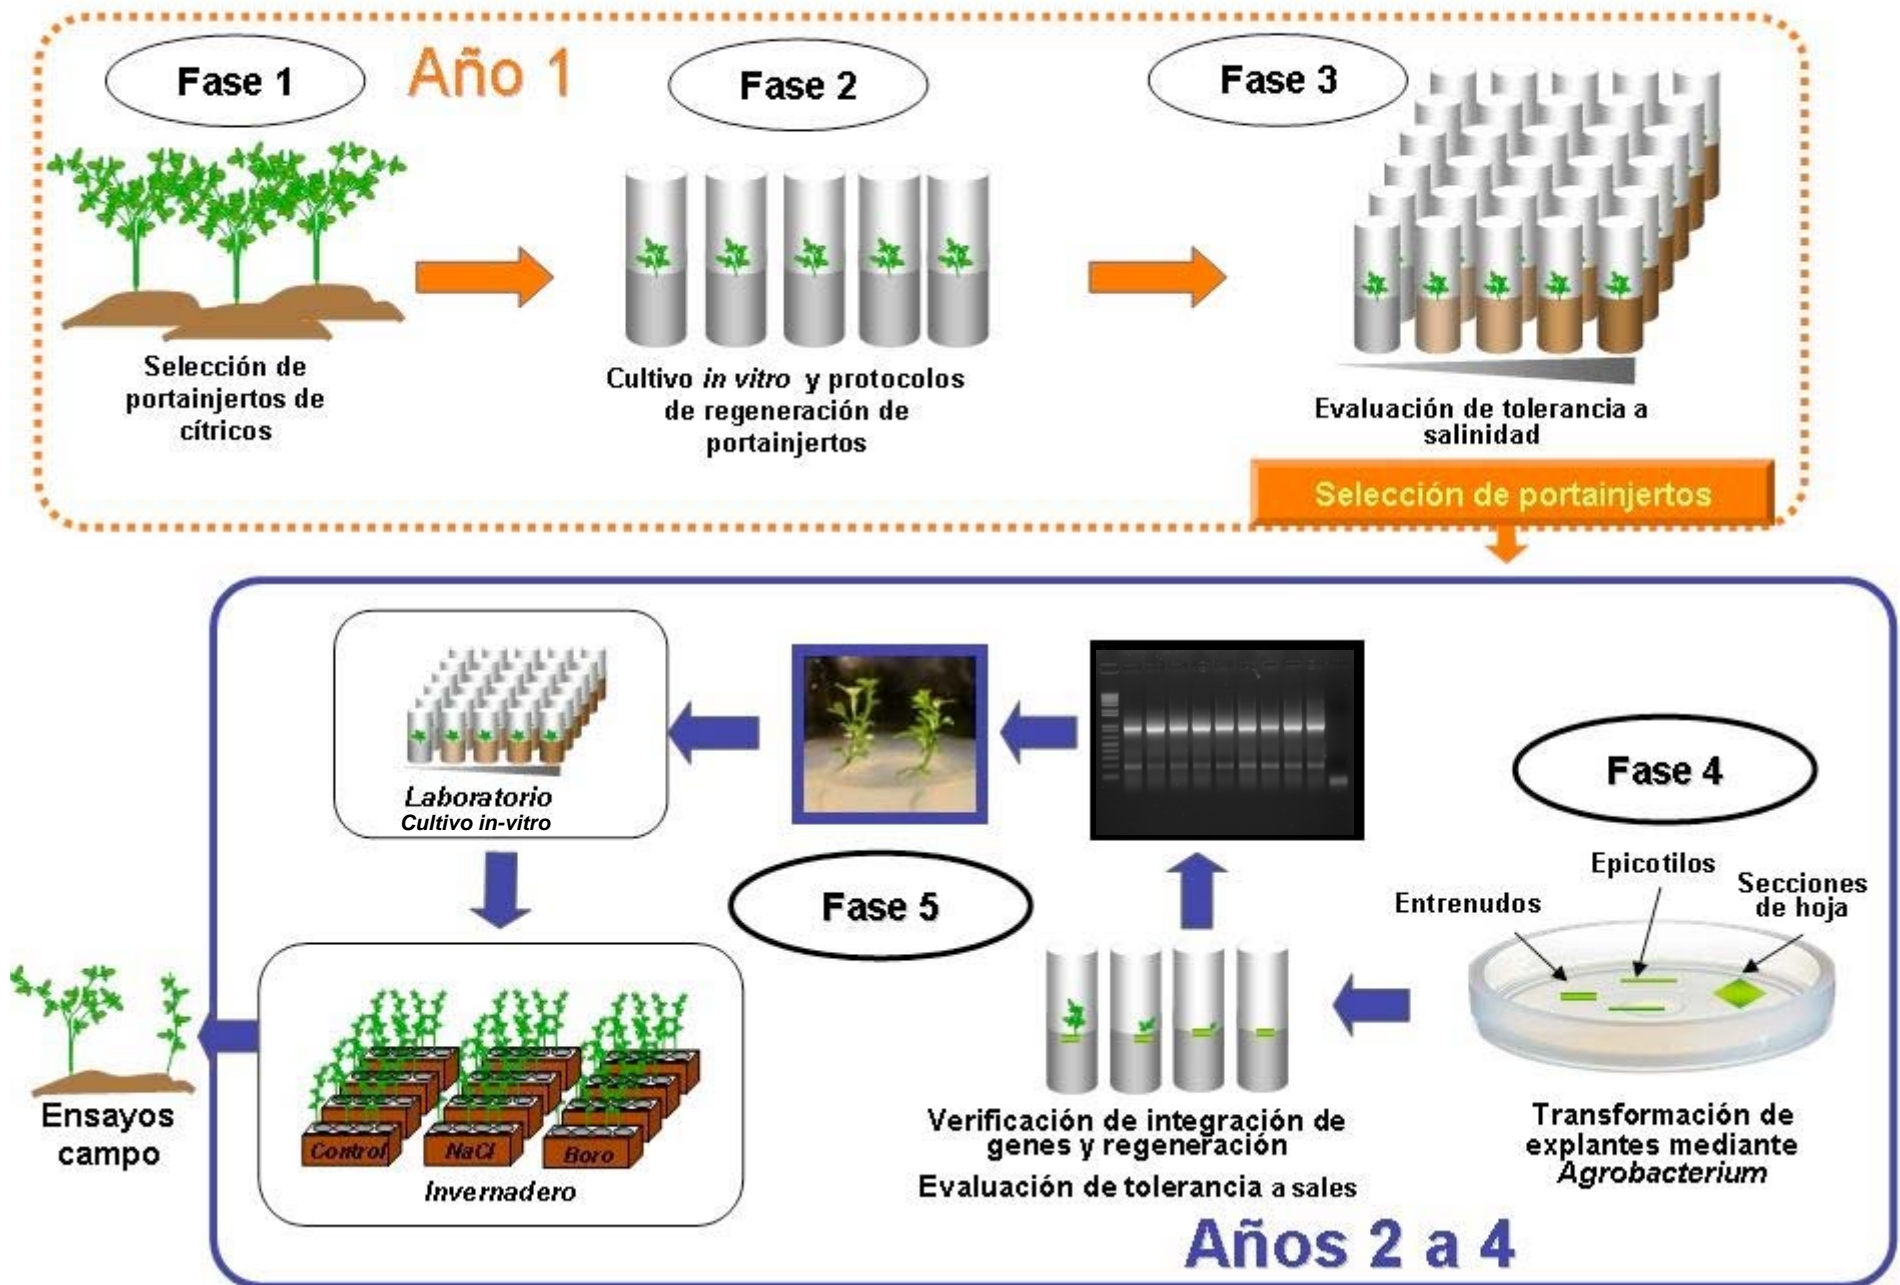 Fase 1
Año 1
Fase 2
Fase 3
Selección de
portainjertos de
cítricos
Cultivo in vitro y protocolos
de regeneración de
portainjertos
Evaluación de tolerancia a
salinidad
Selección de portainjertos
Laboratorio
Cultivo in-vitro
Fase 4
Fase 5
Entrenudos
Epicotilos
Secciones
de hoja
Ensayos
campo
Control
NaCl
Boro
Invernadero
Verificación de integración de
genes y regeneración
Evaluación de tolerancia a sales
Transformación de
explantes mediante
Agrobacterium
Años 2 a 4